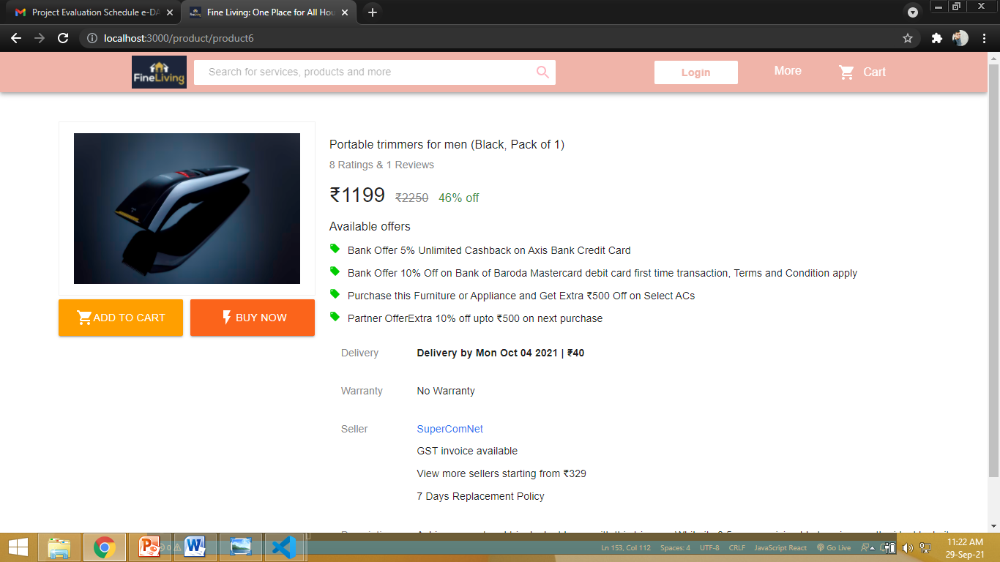 Project Evaluation Schedule e-DA
Fine Living: One Place for All Hou
localhost:3000/product/product6
FineLiving
Search for services, products and more
Login
More
Cart
Portable trimmers for men (Black, Pack of 1)
8 Ratings & 1 Reviews
₹1199 ₹2250 46% off
Available offers
Bank Offer 5% Unlimited Cashback on Axis Bank Credit Card
Bank Offer 10% Off on Bank of Baroda Mastercard debit card first time transaction, Terms and Condition apply
Purchase this Furniture or Appliance and Get Extra ₹500 Off on Select ACs
Partner OfferExtra 10% off upto ₹500 on next purchase
ADD TO CART
BUY NOW
Delivery Delivery by Mon Oct 04 2021 | ₹40
Warranty No Warranty
Seller SuperComNet
GST invoice available
View more sellers starting from ₹329
7 Days Replacement Policy
Ln 153, Col 112 Spaces: 4 UTF-8 CRLF JavaScript React Go Live
11:22 AM
29-Sep-21